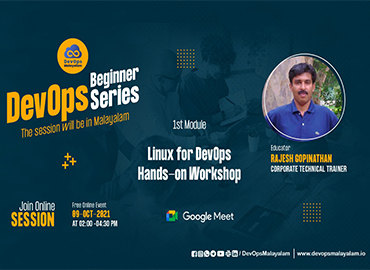 DevOps
Malayalam
DevOps
Beginner
Series
The session will be in Malayalam
1st Module
Linux for DevOps
Hands-on Workshop
Educator
RAJESH GOPINATHAN
CORPORATE TECHNICAL TRAINER
Join Online
SESSION
Free Online Event
09-OCT-2021
AT 02:00 -04:30 PM
Google Meet
/ DevOpsMalayalam
www.devopsmalayalam.io